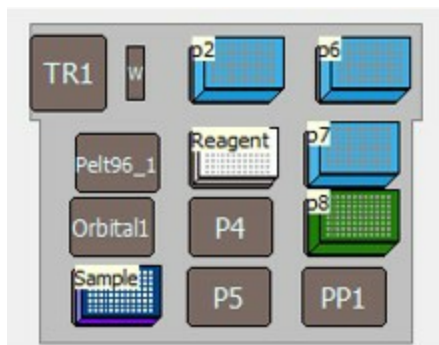 TR1
W
p2
p6
Pelt96_1
Reagent
p7
Orbital1
P4
p8
Sample
P5
PP1